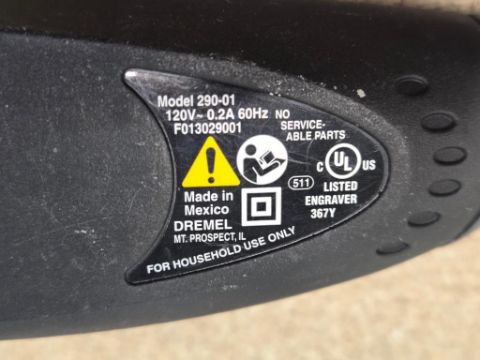 Model 290-01
120V~ 0.2A 60Hz NO
F013029001 SERVICE-
ABLE PARTS
C UL US
511 LISTED
Made in ENGRAVER
Mexico 367Y
DREMEL
MT. PROSPECT, IL
FOR HOUSEHOLD USE ONLY